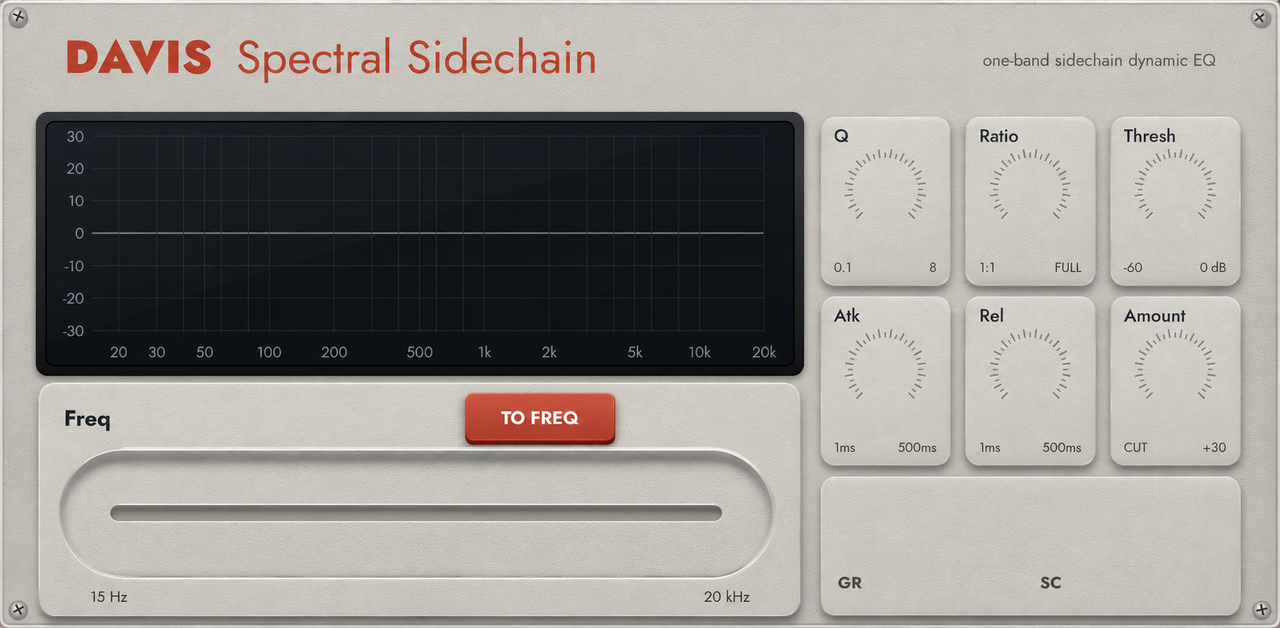 DAVIS Spectral Sidechain
one-band sidechain dynamic EQ
30
20
10
0
-10
-20
-30
20 30 50 100 200 500 1k 2k 5k 10k 20k
Q
0.1 8
Ratio
1:1 FULL
Thresh
-60 0 dB
Atk
1ms 500ms
Rel
1ms 500ms
Amount
CUT +30
Freq
TO FREQ
15 Hz 20 kHz
GR SC